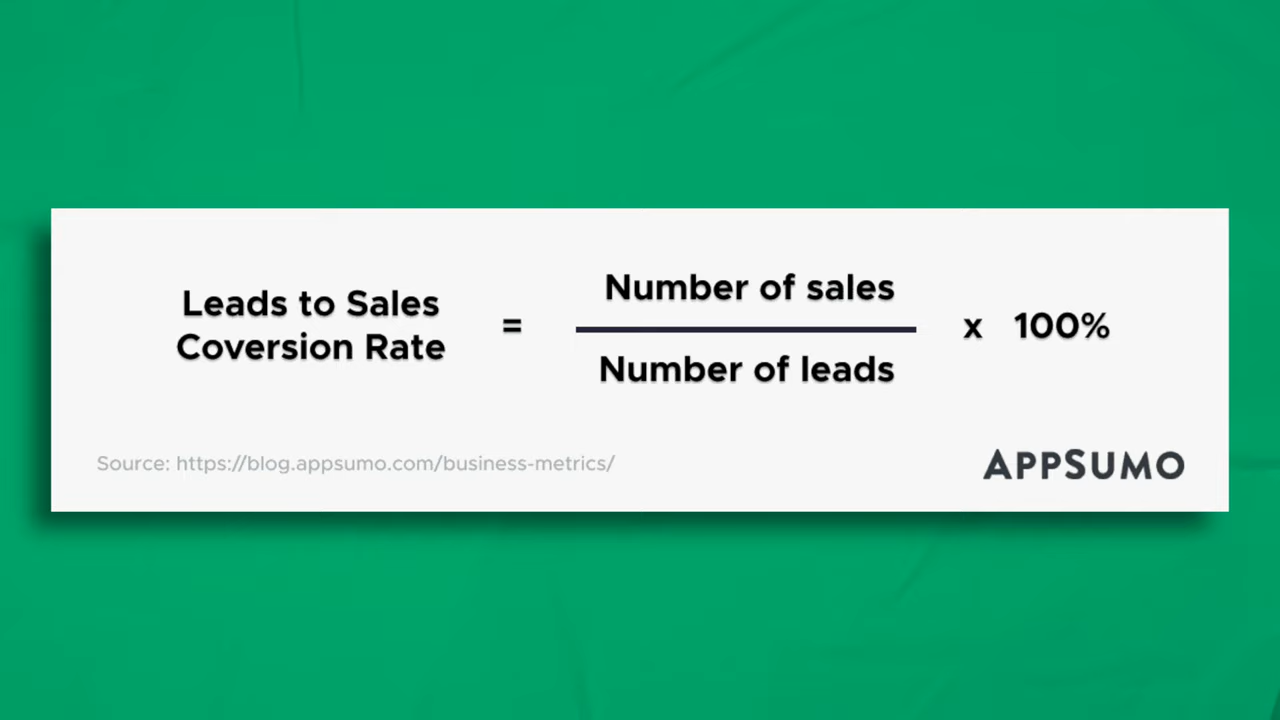 Leads to Sales
Coversion Rate
=
Number of sales
Number of leads
x 100%
Source: https://blog.appsumo.com/business-metrics/
APPSUMO